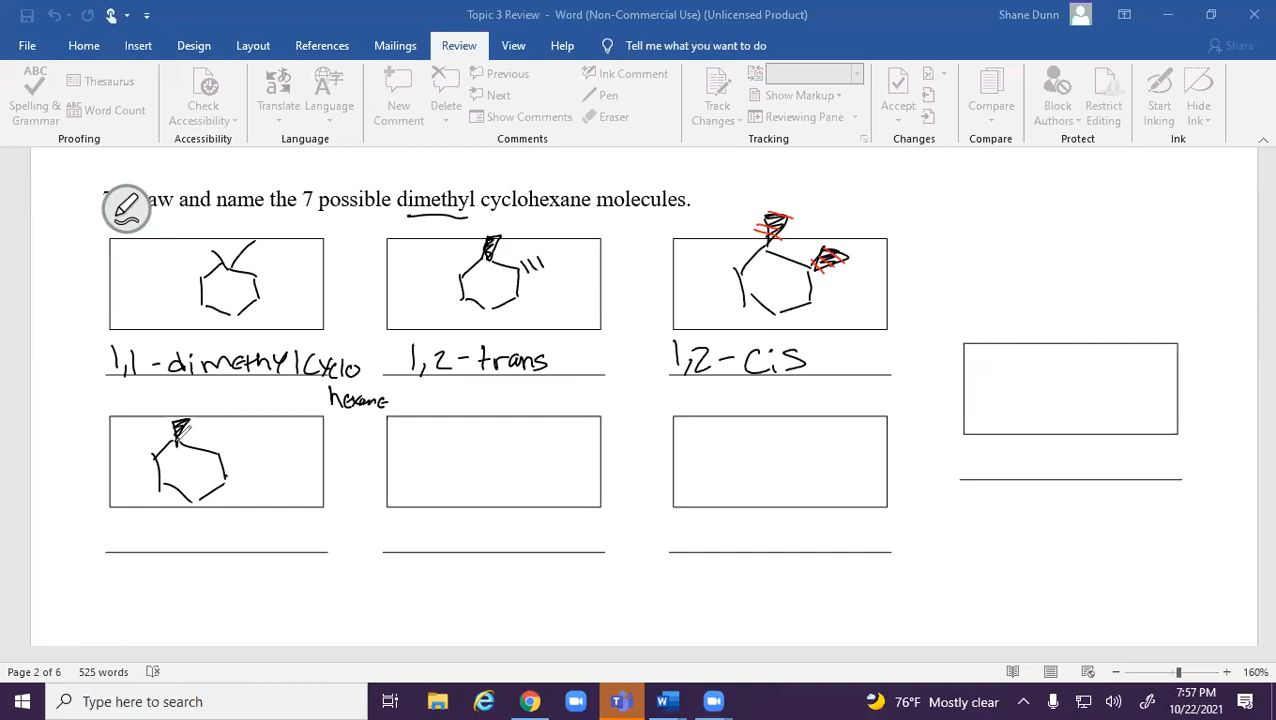 Topic 3 Review - Word (Non-Commercial Use) (Unlicensed Product)
Shane Dunn
File Home Insert Design Layout References Mailings Review View Help Tell me what you want to do Share
ABC Spelling & Grammar
Thesaurus
ABC 123 Word Count
Proofing
Check Accessibility
Accessibility
Translate Language
Language
New Comment Delete
Previous
Next
Show Comments
Ink Comment
Pen
Eraser
Comments
Track Changes
Show Markup
Reviewing Pane
Tracking
Accept
Changes
Compare
Compare
Block Authors Restrict Editing
Protect
Start Inking Hide Ink
Ink
aw and name the 7 possible dimethyl cyclohexane molecules.
1,1-dimethylcyclo
hexane
1,2-trans
1,2-cis
Page 2 of 6 525 words 160%
Type here to search
76°F Mostly clear
7:57 PM
10/22/2021